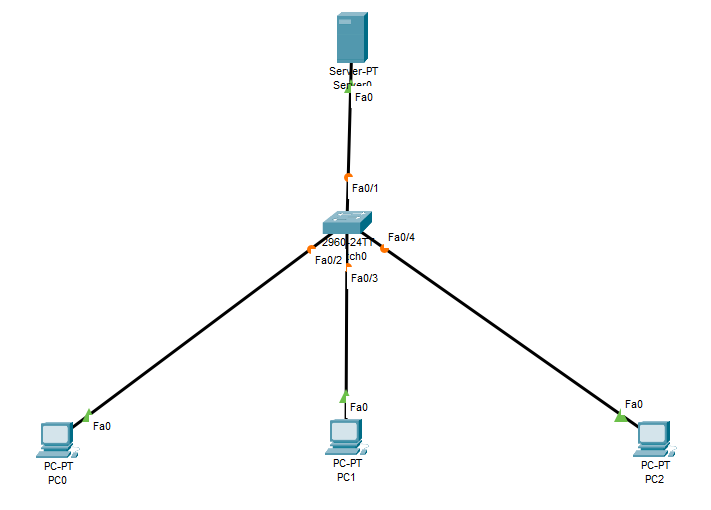 Server-PT
Server0
Fa0
Fa0/1
Fa0/4
2960-24TT
Fa0/2
Fa0/3
Fa0
Fa0
Fa0
PC-PT
PC0
PC-PT
PC1
PC-PT
PC2